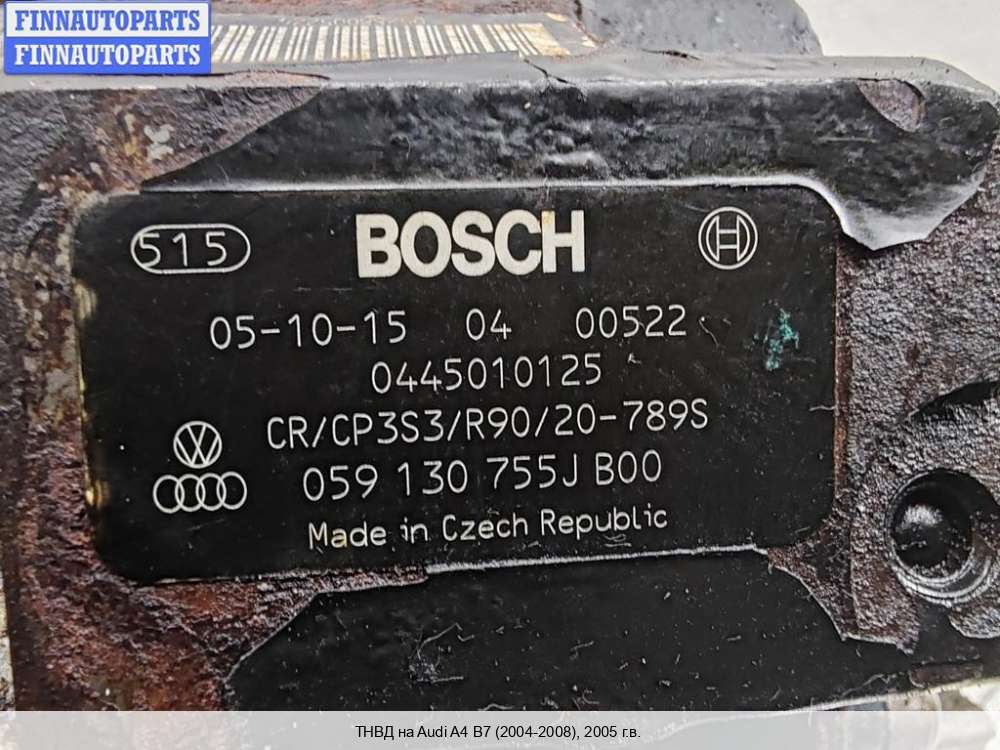 FINNAUTOPARTS
FINNAUTOPARTS
515 BOSCH
05-10-15 04 00522
0445010125
CR/CP3S3/R90/20-789S
059 130 755J B00
Made in Czech Republic
ТНВД на Audi A4 B7 (2004-2008), 2005 г.в.